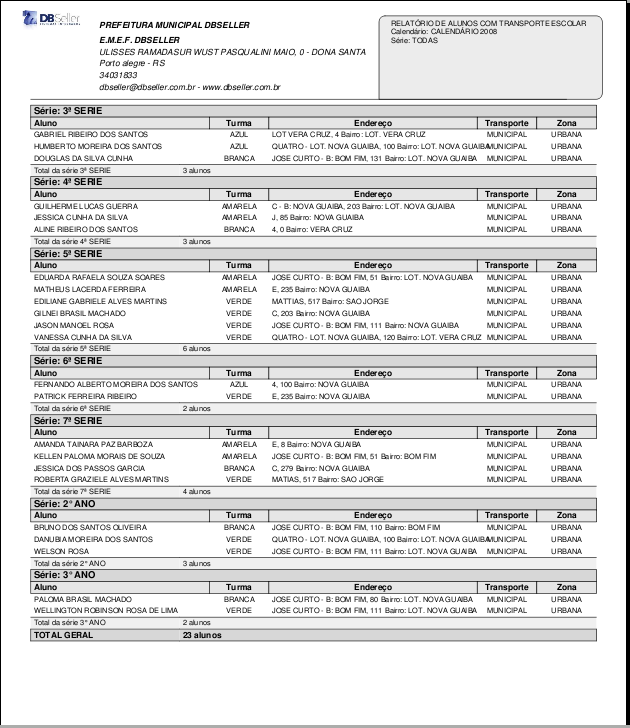 DBSeller
PREFEITURA MUNICIPAL DBSELLER
E.M.E.F. DBSELLER
ULISSES RAMADASUR WUST PASQUALINI MAIO, 0 - DONA SANTA
Porto alegre - RS
34031833
dbseller@dbseller.com.br - www.dbseller.com.br
RELATÓRIO DE ALUNOS COM TRANSPORTE ESCOLAR
Calendário: CALENDÁRIO 2008
Série: TODAS
Série: 3ª SERIE
Aluno Turma Endereço Transporte Zona
GABRIEL RIBEIRO DOS SANTOS AZUL LOT VERA CRUZ, 4 Bairro: LOT. VERA CRUZ MUNICIPAL URBANA
HUMBERTO MOREIRA DOS SANTOS AZUL QUATRO - LOT. NOVA GUAIBA, 100 Bairro: LOT. NOVA GUAIBA MUNICIPAL URBANA
DOUGLAS DA SILVA CUNHA BRANCA JOSE CURTO - B: BOM FIM, 131 Bairro: LOT. NOVA GUAIBA MUNICIPAL URBANA
Total da série 3ª SERIE 3 alunos
Série: 4ª SERIE
Aluno Turma Endereço Transporte Zona
GUILHERME LUCAS GUERRA AMARELA C - B: NOVA GUAIBA, 203 Bairro: LOT. NOVA GUAIBA MUNICIPAL URBANA
JESSICA CUNHA DA SILVA AMARELA J, 85 Bairro: NOVA GUAIBA MUNICIPAL URBANA
ALINE RIBEIRO DOS SANTOS BRANCA 4, 0 Bairro: VERA CRUZ MUNICIPAL URBANA
Total da série 4ª SERIE 3 alunos
Série: 5ª SERIE
Aluno Turma Endereço Transporte Zona
EDUARDA RAFAELA SOUZA SOARES AMARELA JOSE CURTO - B: BOM FIM, 51 Bairro: LOT. NOVA GUAIBA MUNICIPAL URBANA
MATHEUS LACERDA FERREIRA AMARELA E, 235 Bairro: NOVA GUAIBA MUNICIPAL URBANA
EDILIANE GABRIELE ALVES MARTINS VERDE MATTIAS, 517 Bairro: SAO JORGE MUNICIPAL URBANA
GILNEI BRASIL MACHADO VERDE C, 203 Bairro: NOVA GUAIBA MUNICIPAL URBANA
JASON MANOEL ROSA VERDE JOSE CURTO - B: BOM FIM, 111 Bairro: NOVA GUAIBA MUNICIPAL URBANA
VANESSA CUNHA DA SILVA VERDE QUATRO - LOT. NOVA GUAIBA, 120 Bairro: LOT. VERA CRUZ MUNICIPAL URBANA
Total da série 5ª SERIE 6 alunos
Série: 6ª SERIE
Aluno Turma Endereço Transporte Zona
FERNANDO ALBERTO MOREIRA DOS SANTOS AZUL 4, 100 Bairro: NOVA GUAIBA MUNICIPAL URBANA
PATRICK FERREIRA RIBEIRO VERDE E, 235 Bairro: NOVA GUAIBA MUNICIPAL URBANA
Total da série 6ª SERIE 2 alunos
Série: 7ª SERIE
Aluno Turma Endereço Transporte Zona
AMANDA TAINARA PAZ BARBOZA AMARELA E, 8 Bairro: NOVA GUAIBA MUNICIPAL URBANA
KELLEN PALOMA MORAIS DE SOUZA AMARELA JOSE CURTO - B: BOM FIM, 51 Bairro: BOM FIM MUNICIPAL URBANA
JESSICA DOS PASSOS GARCIA BRANCA C, 279 Bairro: NOVA GUAIBA MUNICIPAL URBANA
ROBERTA GRAZIELE ALVES MARTINS VERDE MATIAS, 517 Bairro: SAO JORGE MUNICIPAL URBANA
Total da série 7ª SERIE 4 alunos
Série: 2° ANO
Aluno Turma Endereço Transporte Zona
BRUNO DOS SANTOS OLIVEIRA BRANCA JOSE CURTO - B: BOM FIM, 110 Bairro: BOM FIM MUNICIPAL URBANA
DANUBIA MOREIRA DOS SANTOS VERDE QUATRO - LOT. NOVA GUAIBA, 100 Bairro: LOT. NOVA GUAIBA MUNICIPAL URBANA
WELSON ROSA VERDE JOSE CURTO - B: BOM FIM, 111 Bairro: LOT. NOVA GUAIBA MUNICIPAL URBANA
Total da série 2° ANO 3 alunos
Série: 3° ANO
Aluno Turma Endereço Transporte Zona
PALOMA BRASIL MACHADO BRANCA JOSE CURTO - B: BOM FIM, 80 Bairro: LOT. NOVA GUAIBA MUNICIPAL URBANA
WELLINGTON ROBINSON ROSA DE LIMA VERDE JOSE CURTO - B: BOM FIM, 111 Bairro: LOT. NOVA GUAIBA MUNICIPAL URBANA
Total da série 3° ANO 2 alunos
TOTAL GERAL 23 alunos